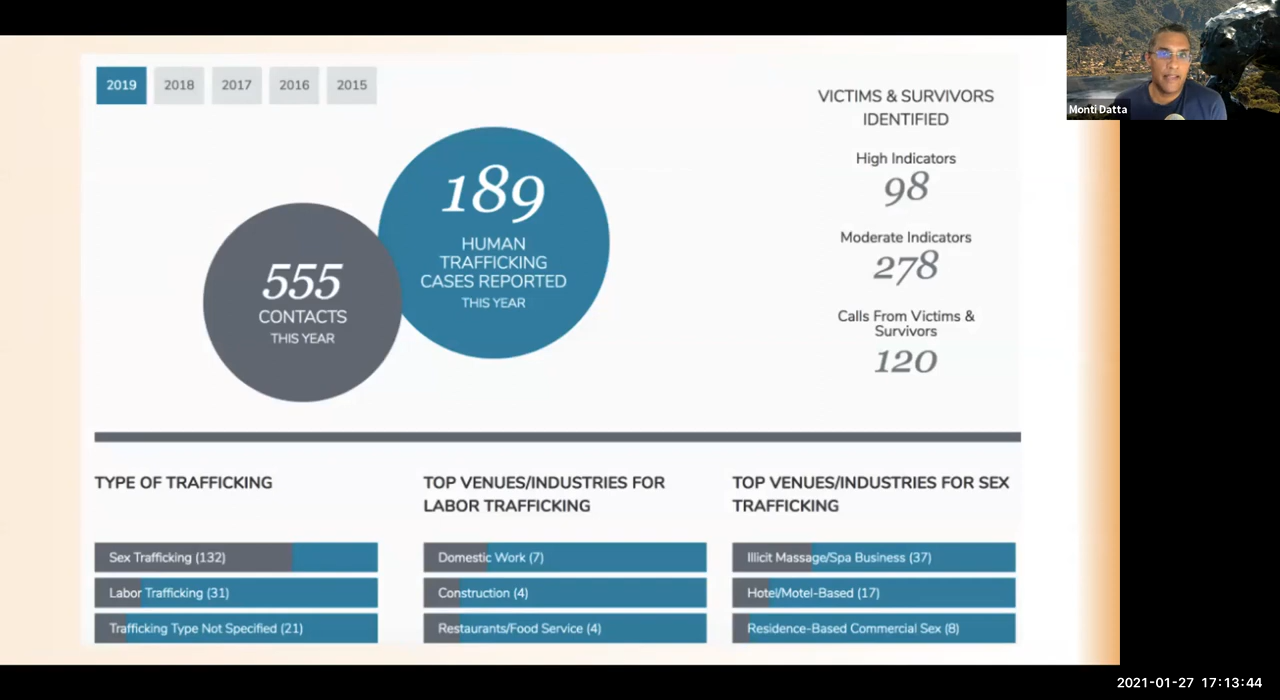 2019
2018
2017
2016
2015
189
HUMAN
TRAFFICKING
CASES REPORTED
THIS YEAR
555
CONTACTS
THIS YEAR
VICTIMS & SURVIVORS
IDENTIFIED
High Indicators
98
Moderate Indicators
278
Calls From Victims &
Survivors
120
Monti Datta
TYPE OF TRAFFICKING
Sex Trafficking (132)
Labor Trafficking (31)
Trafficking Type Not Specified (21)
TOP VENUES/INDUSTRIES FOR
LABOR TRAFFICKING
Domestic Work (7)
Construction (4)
Restaurants/Food Service (4)
TOP VENUES/INDUSTRIES FOR SEX
TRAFFICKING
Illicit Massage/Spa Business (37)
Hotel/Motel-Based (17)
Residence-Based Commercial Sex (8)
2021-01-27 17:13:44